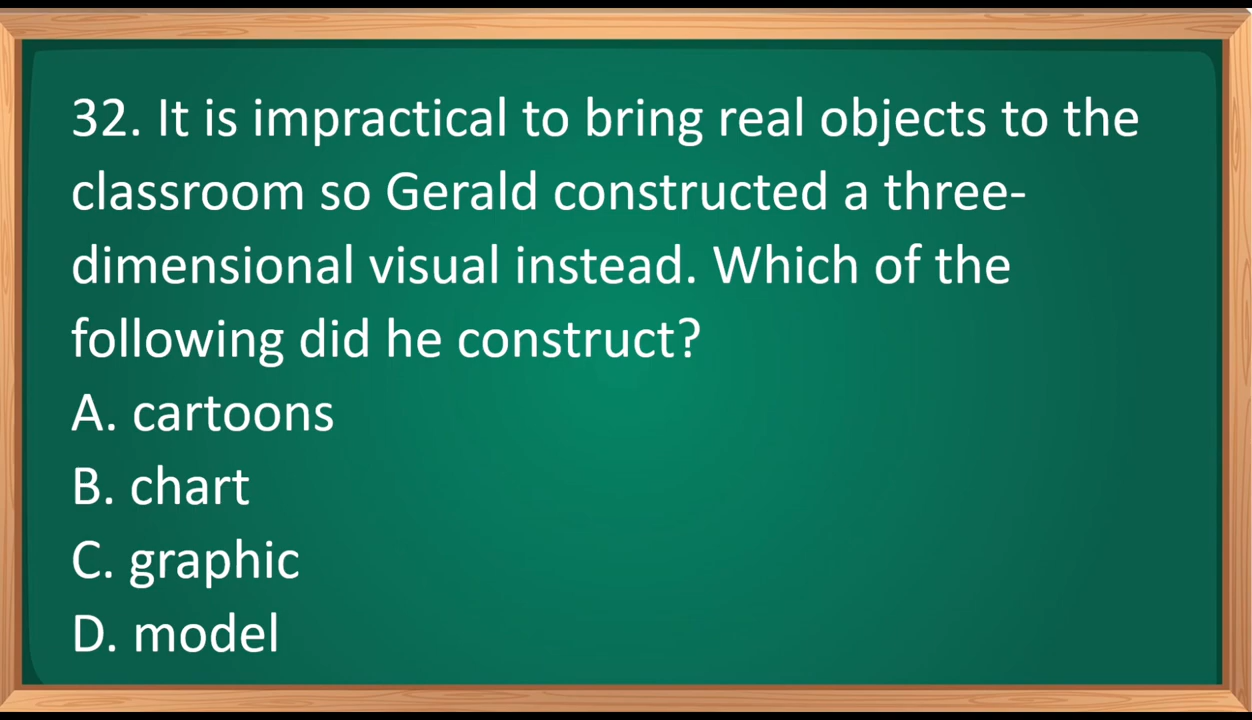 32. It is impractical to bring real objects to the
classroom so Gerald constructed a three-
dimensional visual instead. Which of the
following did he construct?
A. cartoons
B. chart
C. graphic
D. model